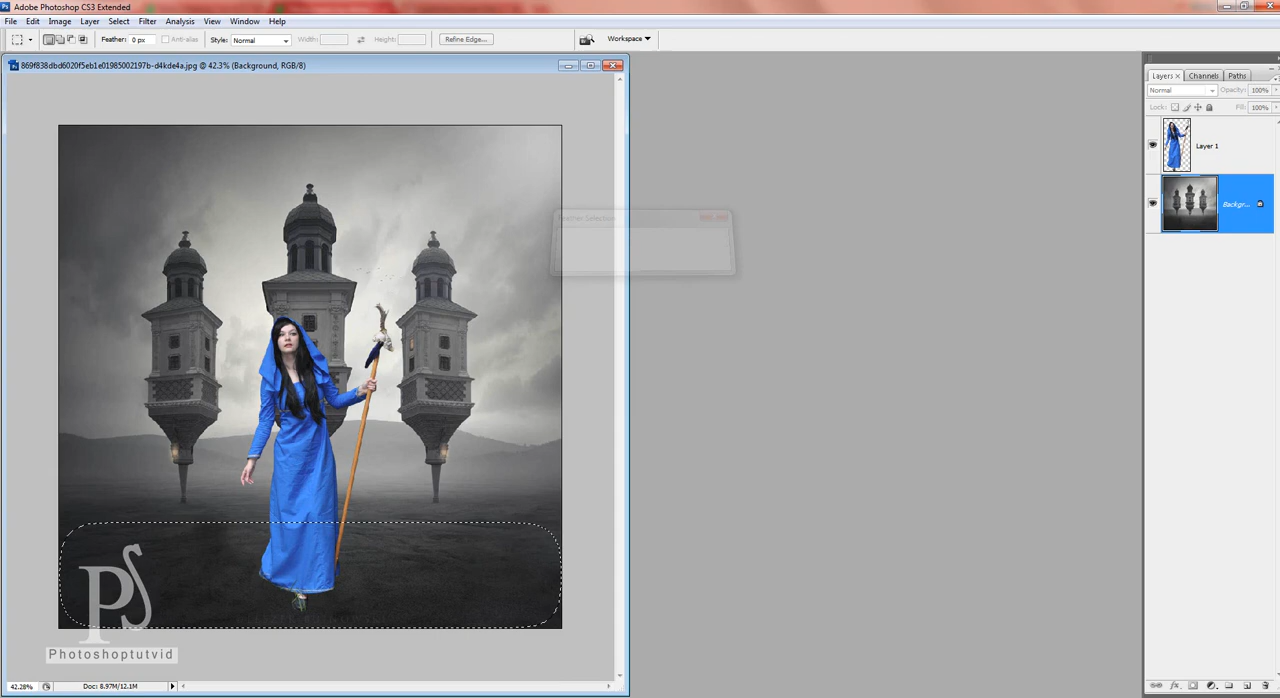 Adobe Photoshop CS3 Extended
File Edit Image Layer Select Filter Analysis View Window Help
Feather: 0 px Anti-alias Style: Normal Width: Height: Refine Edge... Workspace
869f838dbd6020f5eb1e01985002197b-d4kde4a.jpg @ 42.3% (Background, RGB/8)
Layers Channels Paths
Normal Opacity: 100%
Lock: Fill: 100%
Layer 1
Backgr...
Feather Selection
PS
Photoshoptutvid
42.28% Doc: 8.97M/12.1M